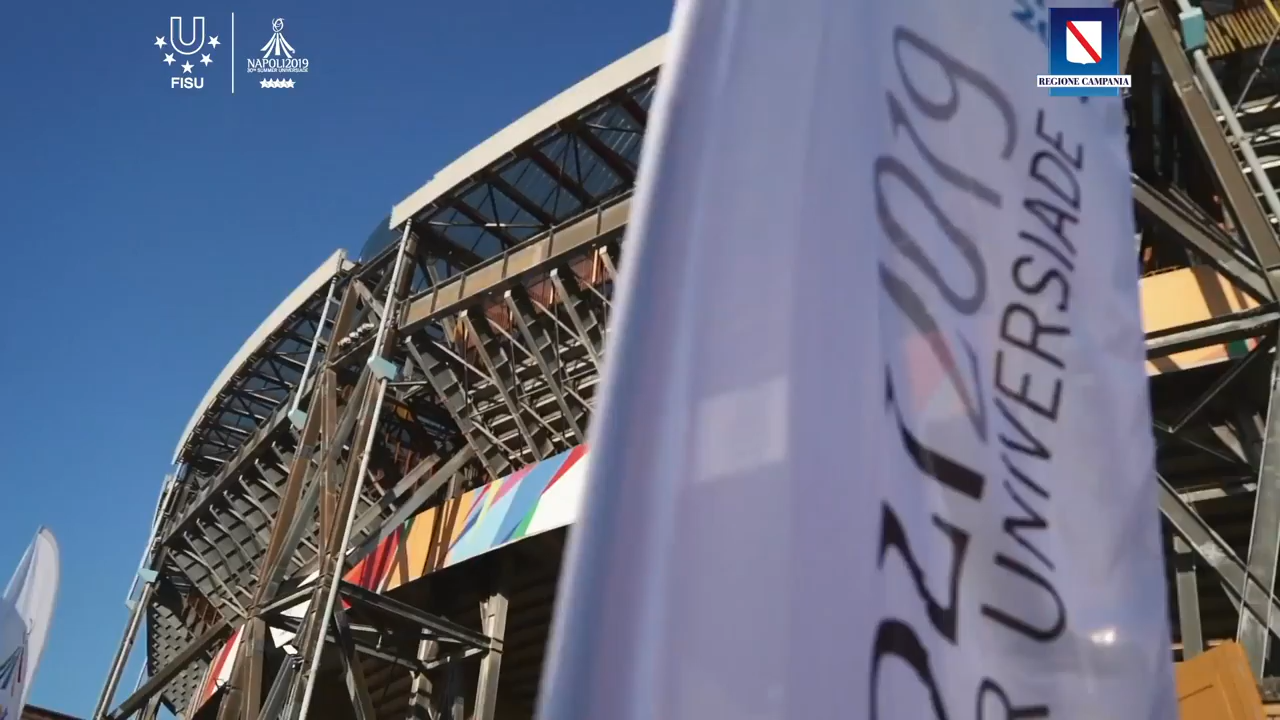 FISU
NAPOLI2019
30TH SUMMER UNIVERSIADE
REGIONE CAMPANIA
2019
UNIVERSIADE